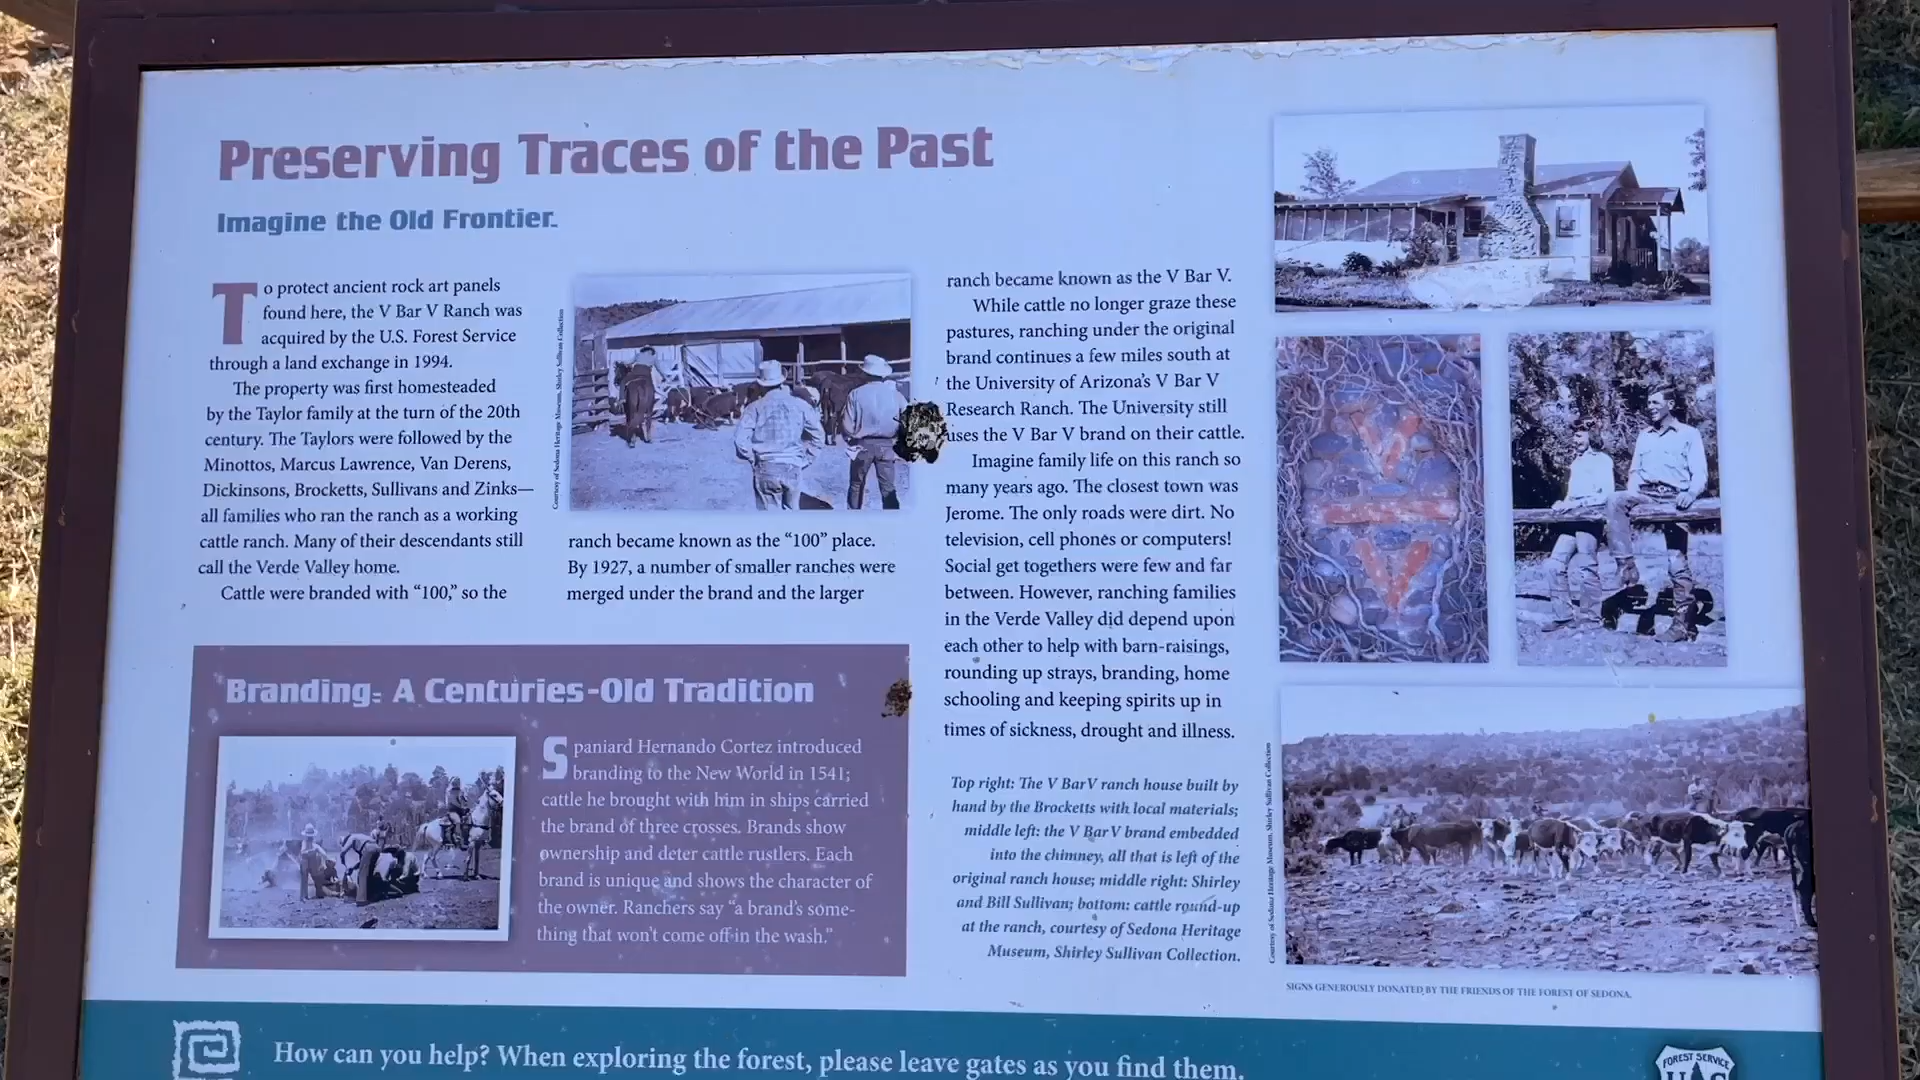 Preserving Traces of the Past
Imagine the Old Frontier.
To protect ancient rock art panels
found here, the V Bar V Ranch was
acquired by the U.S. Forest Service
through a land exchange in 1994.
The property was first homesteaded
by the Taylor family at the turn of the 20th
century. The Taylors were followed by the
Minottos, Marcus Lawrence, Van Derens,
Dickinsons, Brocketts, Sullivans and Zinks—
all families who ran the ranch as a working
cattle ranch. Many of their descendants still
call the Verde Valley home.
Cattle were branded with “100,” so the
Courtesy of Sedona Heritage Museum, Shirley Sullivan Collection
ranch became known as the “100” place.
By 1927, a number of smaller ranches were
merged under the brand and the larger
ranch became known as the V Bar V.
While cattle no longer graze these
pastures, ranching under the original
brand continues a few miles south at
the University of Arizona’s V Bar V
Research Ranch. The University still
uses the V Bar V brand on their cattle.
Imagine family life on this ranch so
many years ago. The closest town was
Jerome. The only roads were dirt. No
television, cell phones or computers!
Social get togethers were few and far
between. However, ranching families
in the Verde Valley did depend upon
each other to help with barn-raisings,
rounding up strays, branding, home
schooling and keeping spirits up in
times of sickness, drought and illness.
Top right: The V Bar V ranch house built by
hand by the Brocketts with local materials;
middle left: the V Bar V brand embedded
into the chimney, all that is left of the
original ranch house; middle right: Shirley
and Bill Sullivan; bottom: cattle round-up
at the ranch, courtesy of Sedona Heritage
Museum, Shirley Sullivan Collection.
Branding: A Centuries-Old Tradition
Spaniard Hernando Cortez introduced
branding to the New World in 1541;
cattle he brought with him in ships carried
the brand of three crosses. Brands show
ownership and deter cattle rustlers. Each
brand is unique and shows the character of
the owner. Ranchers say “a brand’s some-
thing that won’t come off in the wash.”
V
V
Courtesy of Sedona Heritage Museum, Shirley Sullivan Collection
SIGNS GENEROUSLY DONATED BY THE FRIENDS OF THE FOREST OF SEDONA.
How can you help? When exploring the forest, please leave gates as you find them.
FOREST SERVICE
U S